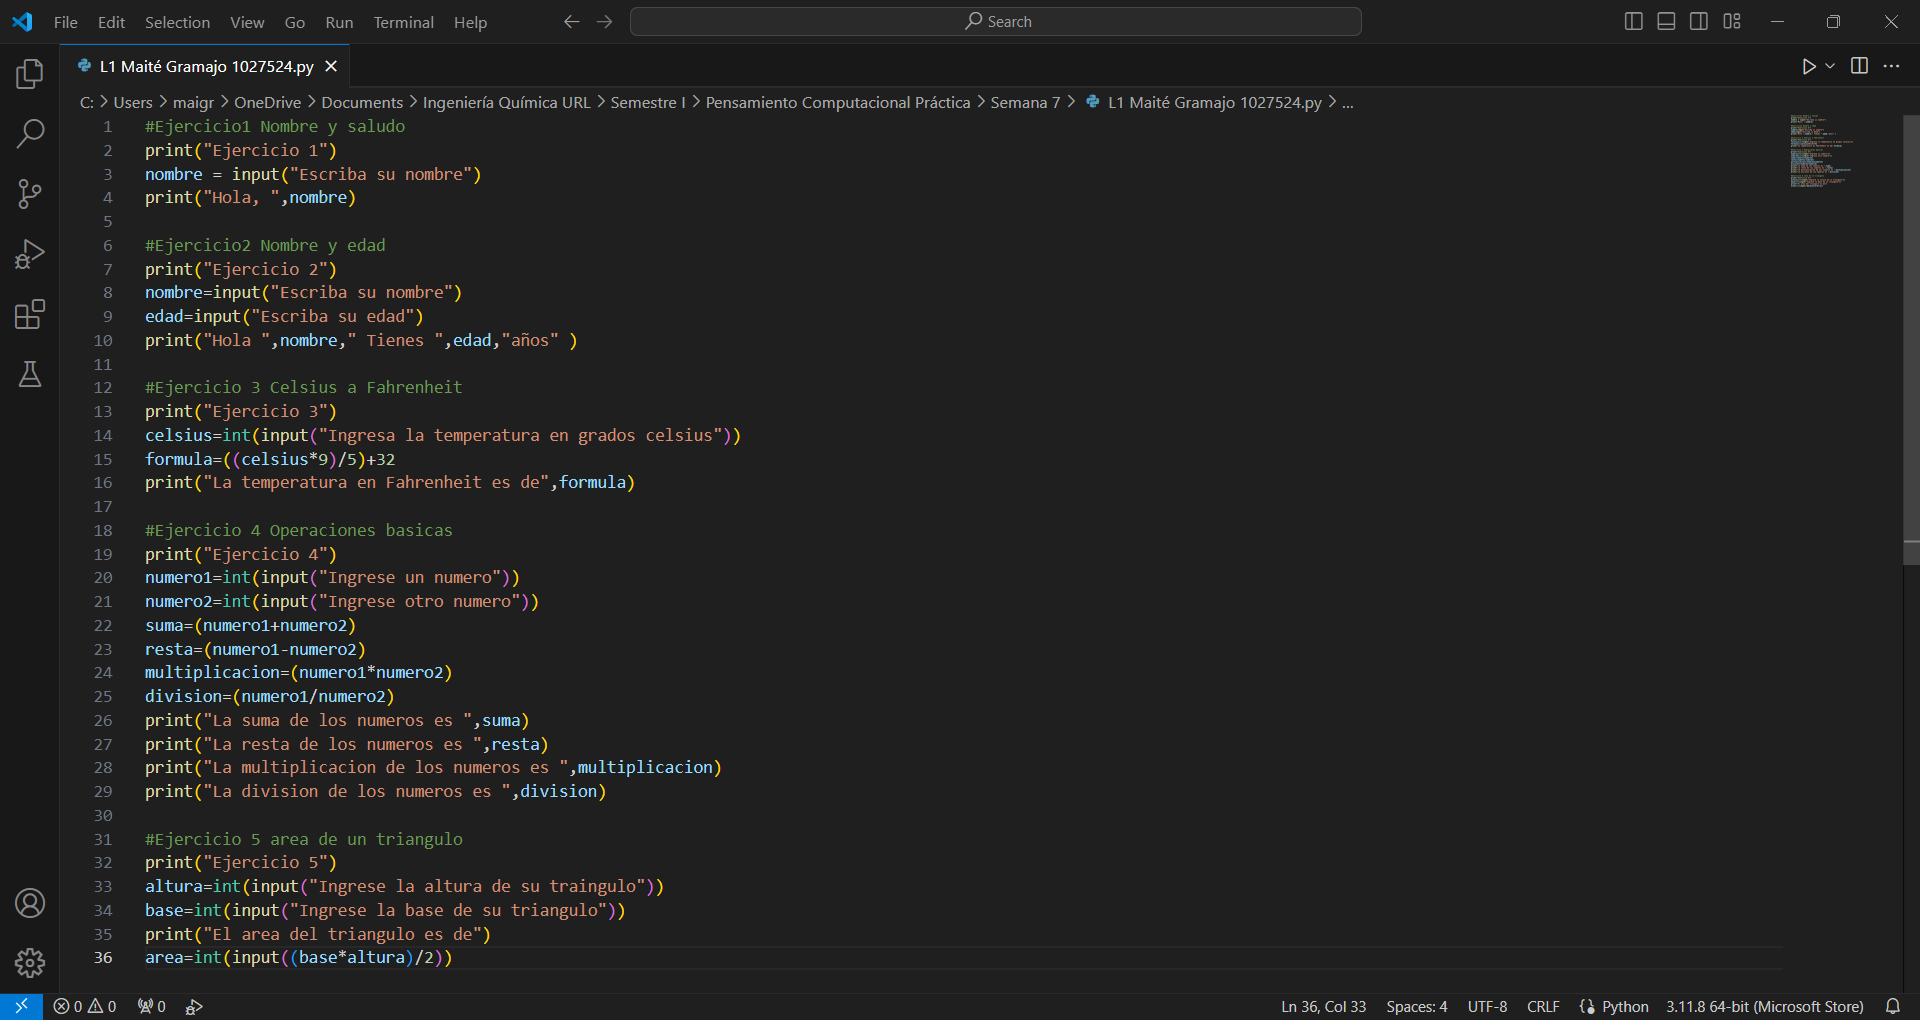 File Edit Selection View Go Run Terminal Help Search
L1 Maité Gramajo 1027524.py
C: > Users > maigr > OneDrive > Documents > Ingeniería Química URL > Semestre I > Pensamiento Computacional Práctica > Semana 7 > L1 Maité Gramajo 1027524.py > ...
1 #Ejercicio1 Nombre y saludo
2 print("Ejercicio 1")
3 nombre = input("Escriba su nombre")
4 print("Hola, ",nombre)
5
6 #Ejercicio2 Nombre y edad
7 print("Ejercicio 2")
8 nombre=input("Escriba su nombre")
9 edad=input("Escriba su edad")
10 print("Hola ",nombre," Tienes ",edad,"años" )
11
12 #Ejercicio 3 Celsius a Fahrenheit
13 print("Ejercicio 3")
14 celsius=int(input("Ingresa la temperatura en grados celsius"))
15 formula=((celsius*9)/5)+32
16 print("La temperatura en Fahrenheit es de",formula)
17
18 #Ejercicio 4 Operaciones basicas
19 print("Ejercicio 4")
20 numero1=int(input("Ingrese un numero"))
21 numero2=int(input("Ingrese otro numero"))
22 suma=(numero1+numero2)
23 resta=(numero1-numero2)
24 multiplicacion=(numero1*numero2)
25 division=(numero1/numero2)
26 print("La suma de los numeros es ",suma)
27 print("La resta de los numeros es ",resta)
28 print("La multiplicacion de los numeros es ",multiplicacion)
29 print("La division de los numeros es ",division)
30
31 #Ejercicio 5 area de un triangulo
32 print("Ejercicio 5")
33 altura=int(input("Ingrese la altura de su traingulo"))
34 base=int(input("Ingrese la base de su triangulo"))
35 print("El area del triangulo es de")
36 area=int(input((base*altura)/2))
0 0 0 Ln 36, Col 33 Spaces: 4 UTF-8 CRLF Python 3.11.8 64-bit (Microsoft Store)